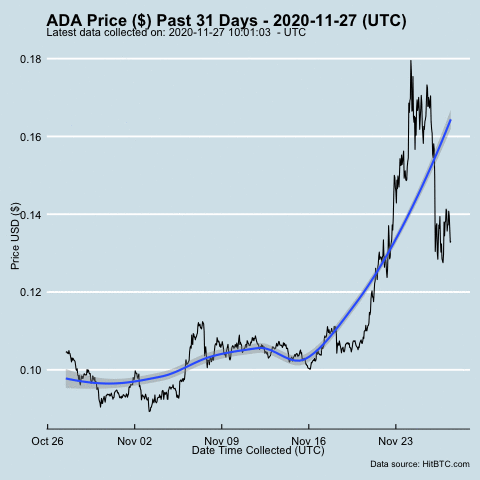 ADA Price ($) Past 31 Days - 2020-11-27 (UTC)
Latest data collected on: 2020-11-27 10:01:03 - UTC
0.18
0.16
0.14
0.12
0.10
Price USD ($)
Oct 26 Nov 02 Nov 09 Nov 16 Nov 23
Date Time Collected (UTC)
Data source: HitBTC.com